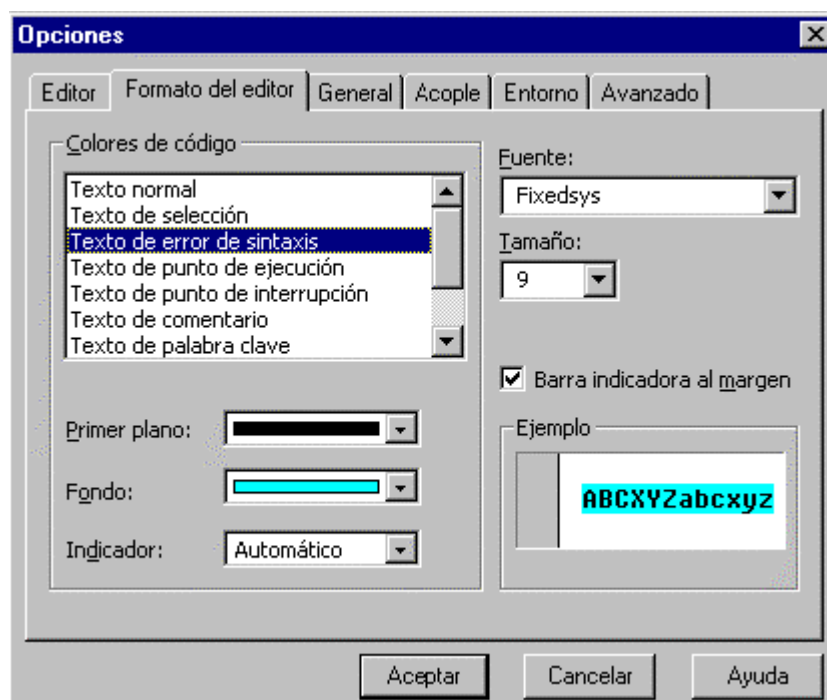 Opciones
Editor Formato del editor General Acople Entorno Avanzado
Colores de código
Texto normal
Texto de selección
Texto de error de sintaxis
Texto de punto de ejecución
Texto de punto de interrupción
Texto de comentario
Texto de palabra clave
Primer plano:
Fondo:
Indicador: Automático
Fuente:
Fixedsys
Tamaño:
9
Barra indicadora al margen
Ejemplo
ABCXYZabcxyz
Aceptar Cancelar Ayuda